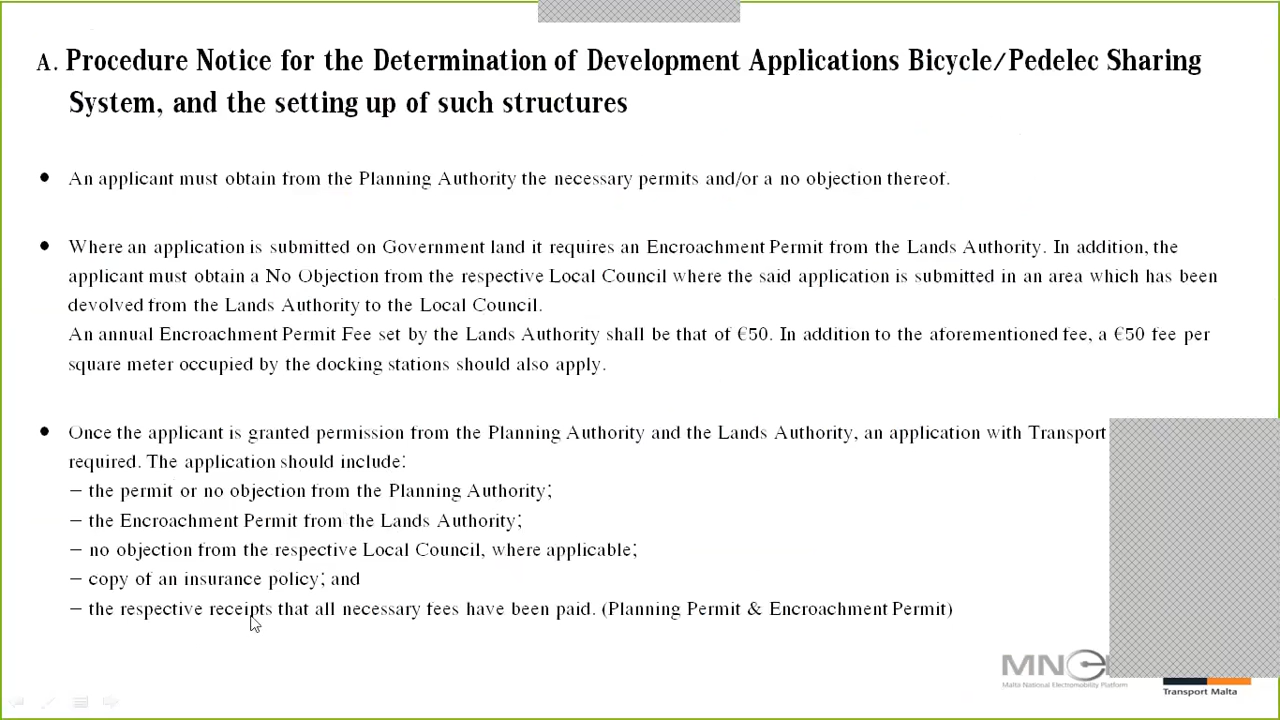 A. Procedure Notice for the Determination of Development Applications Bicycle/Pedelec Sharing
System, and the setting up of such structures
• An applicant must obtain from the Planning Authority the necessary permits and/or a no objection thereof.
• Where an application is submitted on Government land it requires an Encroachment Permit from the Lands Authority. In addition, the
applicant must obtain a No Objection from the respective Local Council where the said application is submitted in an area which has been
devolved from the Lands Authority to the Local Council.
An annual Encroachment Permit Fee set by the Lands Authority shall be that of €50. In addition to the aforementioned fee, a €50 fee per
square meter occupied by the docking stations should also apply.
• Once the applicant is granted permission from the Planning Authority and the Lands Authority, an application with Transport
required. The application should include:
– the permit or no objection from the Planning Authority;
– the Encroachment Permit from the Lands Authority;
– no objection from the respective Local Council, where applicable;
– copy of an insurance policy; and
– the respective receipts that all necessary fees have been paid. (Planning Permit & Encroachment Permit)
Malta National Electromobility Platform
Transport Malta